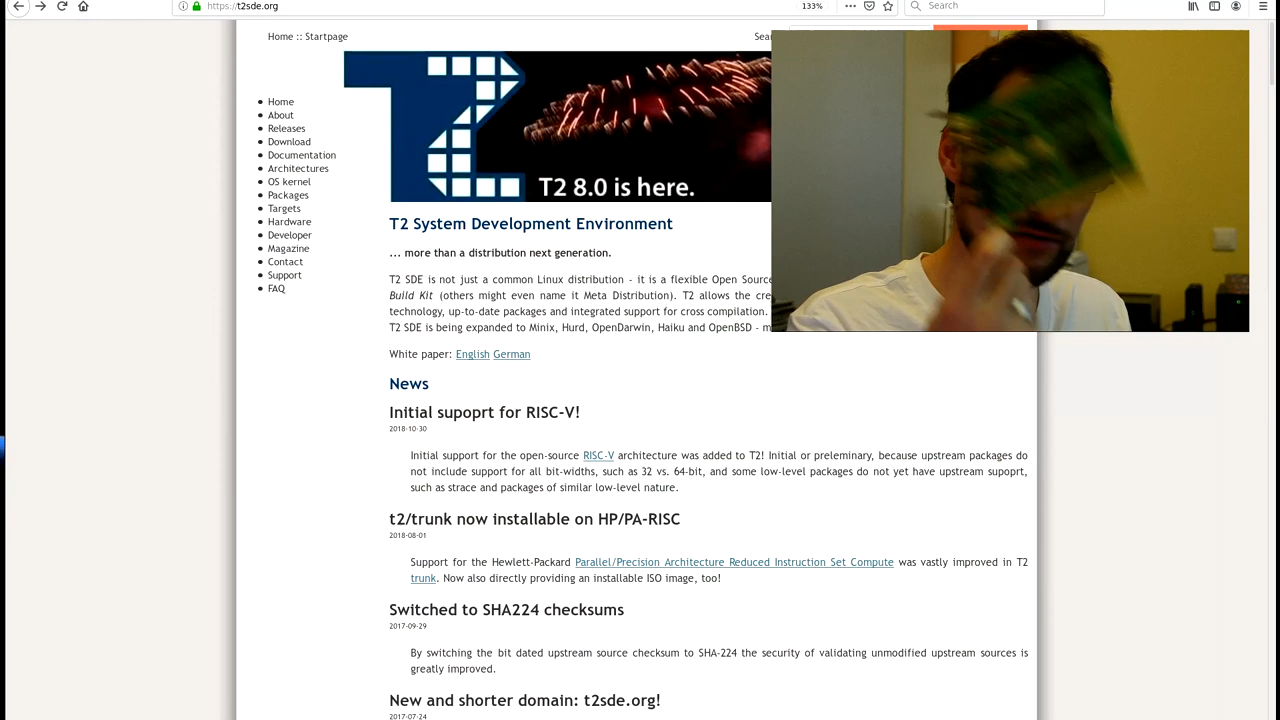 https://t2sde.org
133%
Search
Home :: Startpage
Home
About
Releases
Download
Documentation
Architectures
OS kernel
Packages
Targets
Hardware
Developer
Magazine
Contact
Support
FAQ
T2 8.0 is here.
T2 System Development Environment
... more than a distribution next generation.
T2 SDE is not just a common Linux distribution - it is a flexible Open Source
Build Kit (others might even name it Meta Distribution). T2 allows the
technology, up-to-date packages and integrated support for cross compilation.
T2 SDE is being expanded to Minix, Hurd, OpenDarwin, Haiku and OpenBSD -
White paper: English German
News
Initial supoprt for RISC-V!
2018-10-30
Initial support for the open-source RISC-V architecture was added to T2! Initial or preleminary, because upstream packages do
not include support for all bit-widths, such as 32 vs. 64-bit, and some low-level packages do not yet have upstream supoprt,
such as strace and packages of similar low-level nature.
t2/trunk now installable on HP/PA-RISC
2018-08-01
Support for the Hewlett-Packard Parallel/Precision Architecture Reduced Instruction Set Compute was vastly improved in T2
trunk. Now also directly providing an installable ISO image, too!
Switched to SHA224 checksums
2017-09-29
By switching the bit dated upstream source checksum to SHA-224 the security of validating unmodified upstream sources is
greatly improved.
New and shorter domain: t2sde.org!
2017-07-24